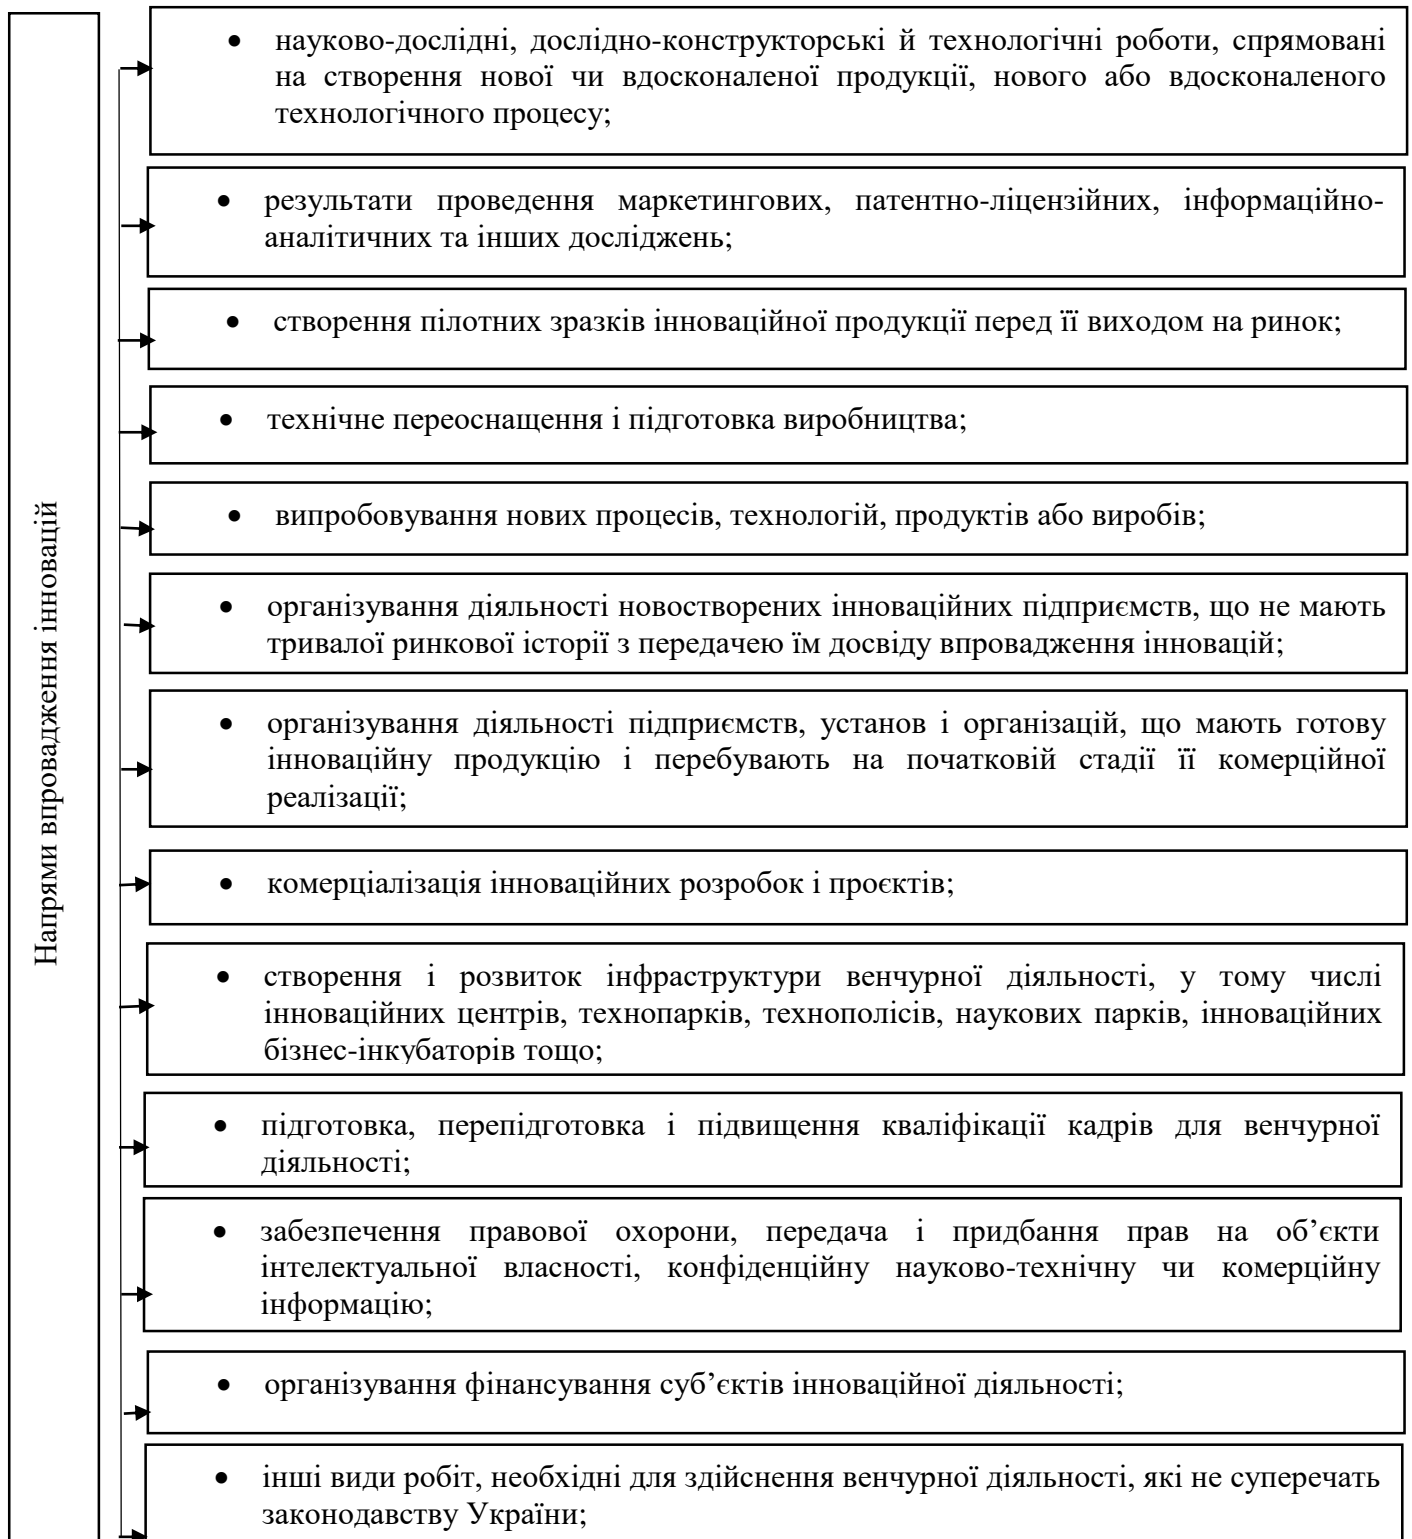 Напрями впровадження інновацій
• науково-дослідні, дослідно-конструкторські й технологічні роботи, спрямовані
на створення нової чи вдосконаленої продукції, нового або вдосконаленого
технологічного процесу;
• результати проведення маркетингових, патентно-ліцензійних, інформаційно-
аналітичних та інших досліджень;
• створення пілотних зразків інноваційної продукції перед її виходом на ринок;
• технічне переоснащення і підготовка виробництва;
• випробовування нових процесів, технологій, продуктів або виробів;
• організування діяльності новостворених інноваційних підприємств, що не мають
тривалої ринкової історії з передачею їм досвіду впровадження інновацій;
• організування діяльності підприємств, установ і організацій, що мають готову
інноваційну продукцію і перебувають на початковій стадії її комерційної
реалізації;
• комерціалізація інноваційних розробок і проєктів;
• створення і розвиток інфраструктури венчурної діяльності, у тому числі
інноваційних центрів, технопарків, технополісів, наукових парків, інноваційних
бізнес-інкубаторів тощо;
• підготовка, перепідготовка і підвищення кваліфікації кадрів для венчурної
діяльності;
• забезпечення правової охорони, передача і придбання прав на об’єкти
інтелектуальної власності, конфіденційну науково-технічну чи комерційну
інформацію;
• організування фінансування суб’єктів інноваційної діяльності;
• інші види робіт, необхідні для здійснення венчурної діяльності, які не суперечать
законодавству України;